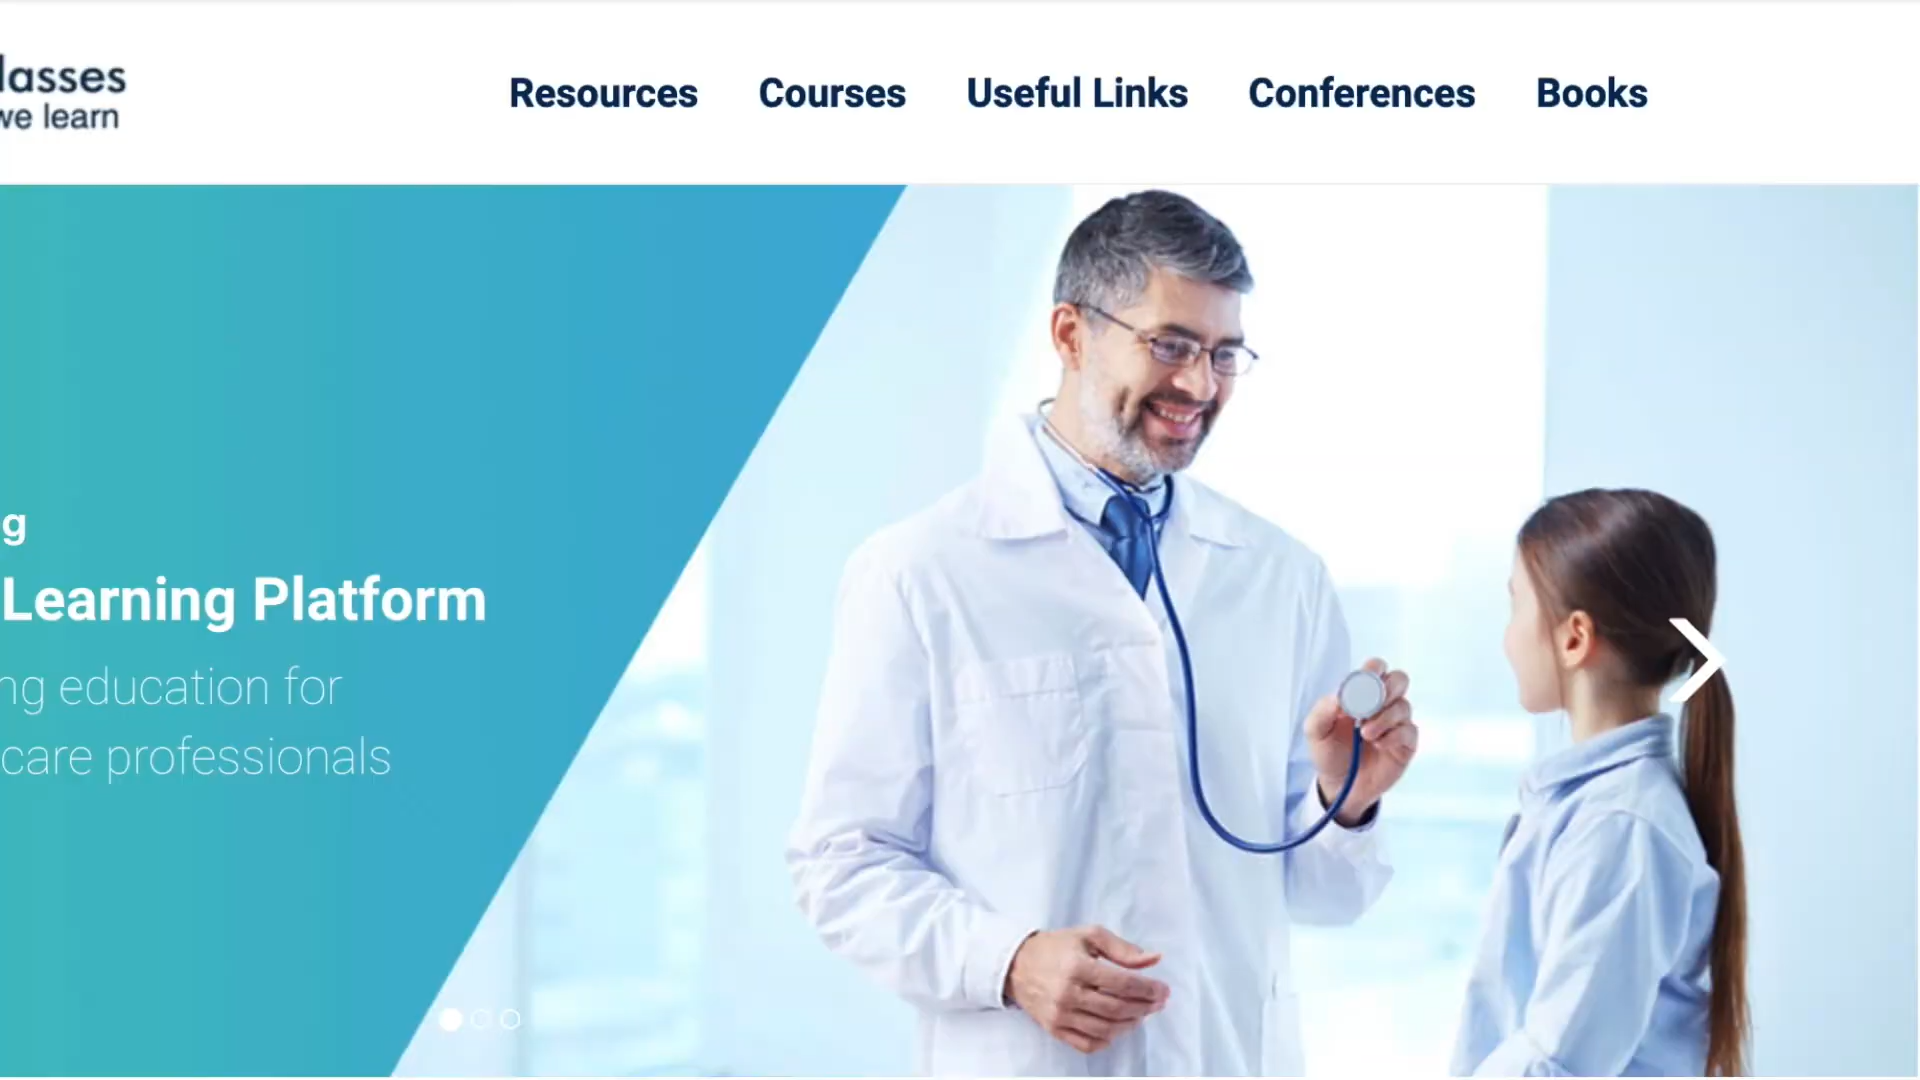 lasses
we learn
Resources Courses Useful Links Conferences Books
g
Learning Platform
ng education for
care professionals